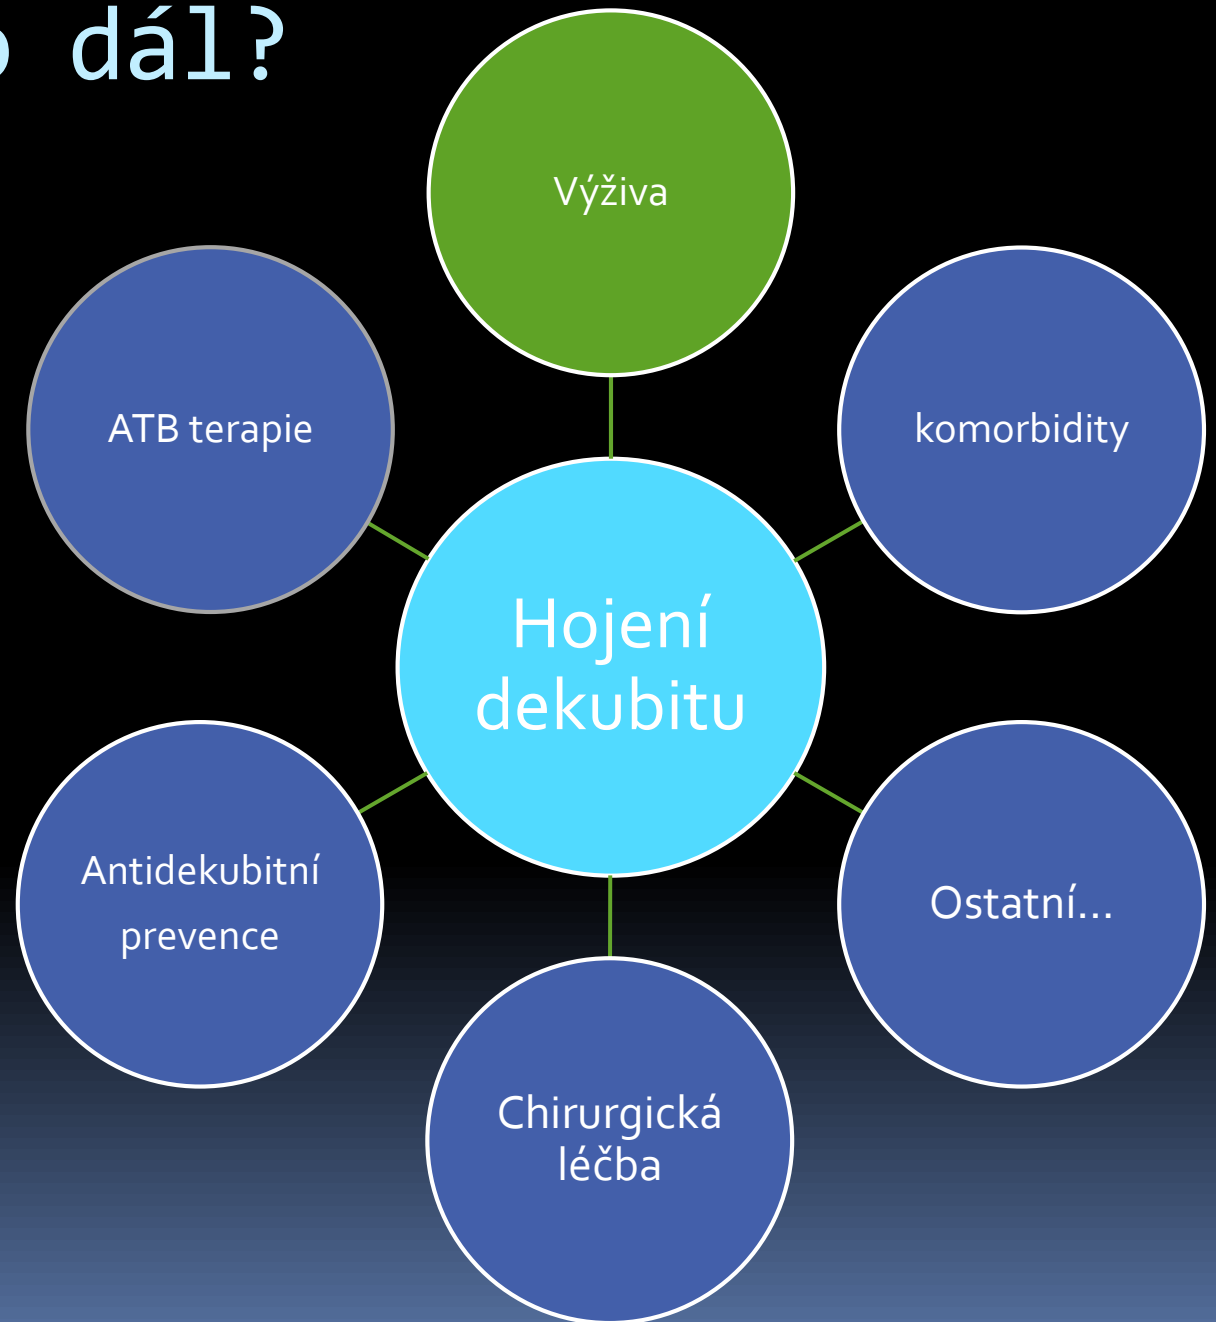 dál?
Výživa
ATB terapie
komorbidity
Hojení
dekubitu
Antidekubitní
prevence
Ostatní...
Chirurgická
léčba